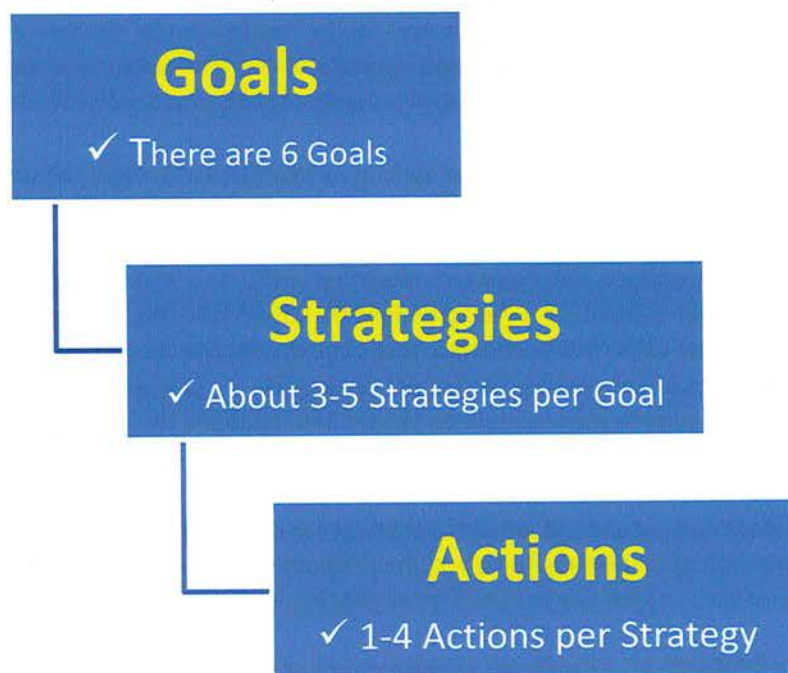 Goals
✓ There are 6 Goals
Strategies
✓ About 3-5 Strategies per Goal
Actions
✓ 1-4 Actions per Strategy